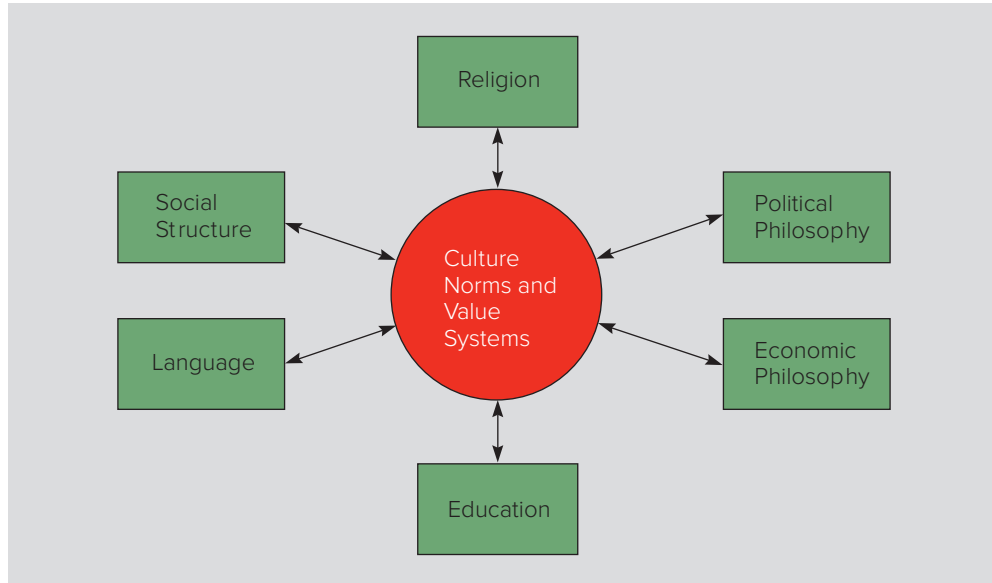 Religion
Social
Structure
Political
Philosophy
Culture
Norms and
Value
Systems
Language
Economic
Philosophy
Education